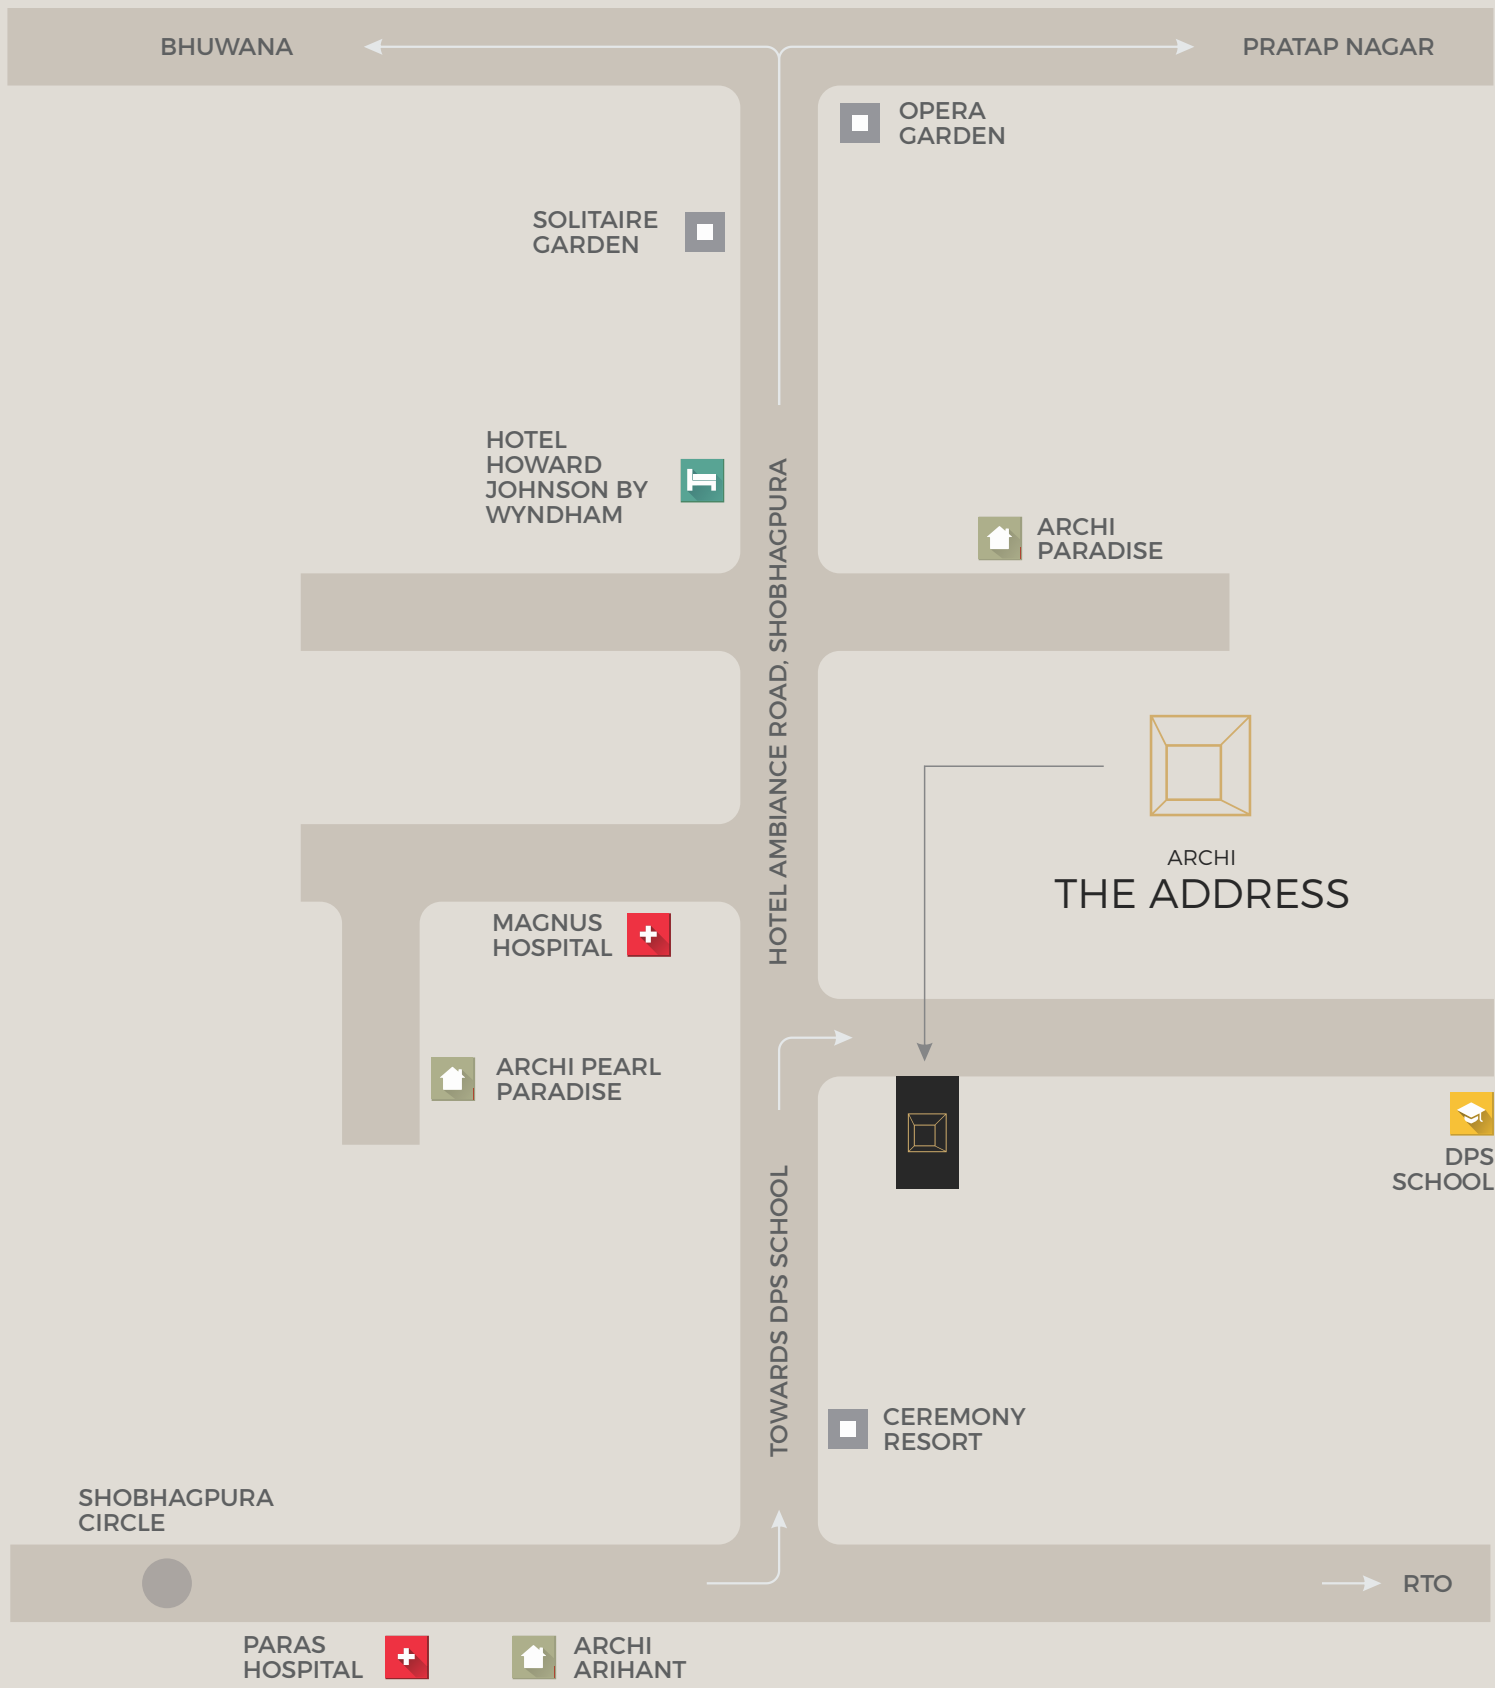 BHUWANA
PRATAP NAGAR
OPERA
GARDEN
SOLITAIRE
GARDEN
HOTEL
HOWARD
JOHNSON BY
WYNDHAM
HOTEL AMBIANCE ROAD, SHOBHAGPURA
ARCHI
PARADISE
ARCHI
THE ADDRESS
MAGNUS
HOSPITAL
ARCHI PEARL
PARADISE
DPS
SCHOOL
TOWARDS DPS SCHOOL
CEREMONY
RESORT
SHOBHAGPURA
CIRCLE
RTO
PARAS
HOSPITAL
ARCHI
ARIHANT